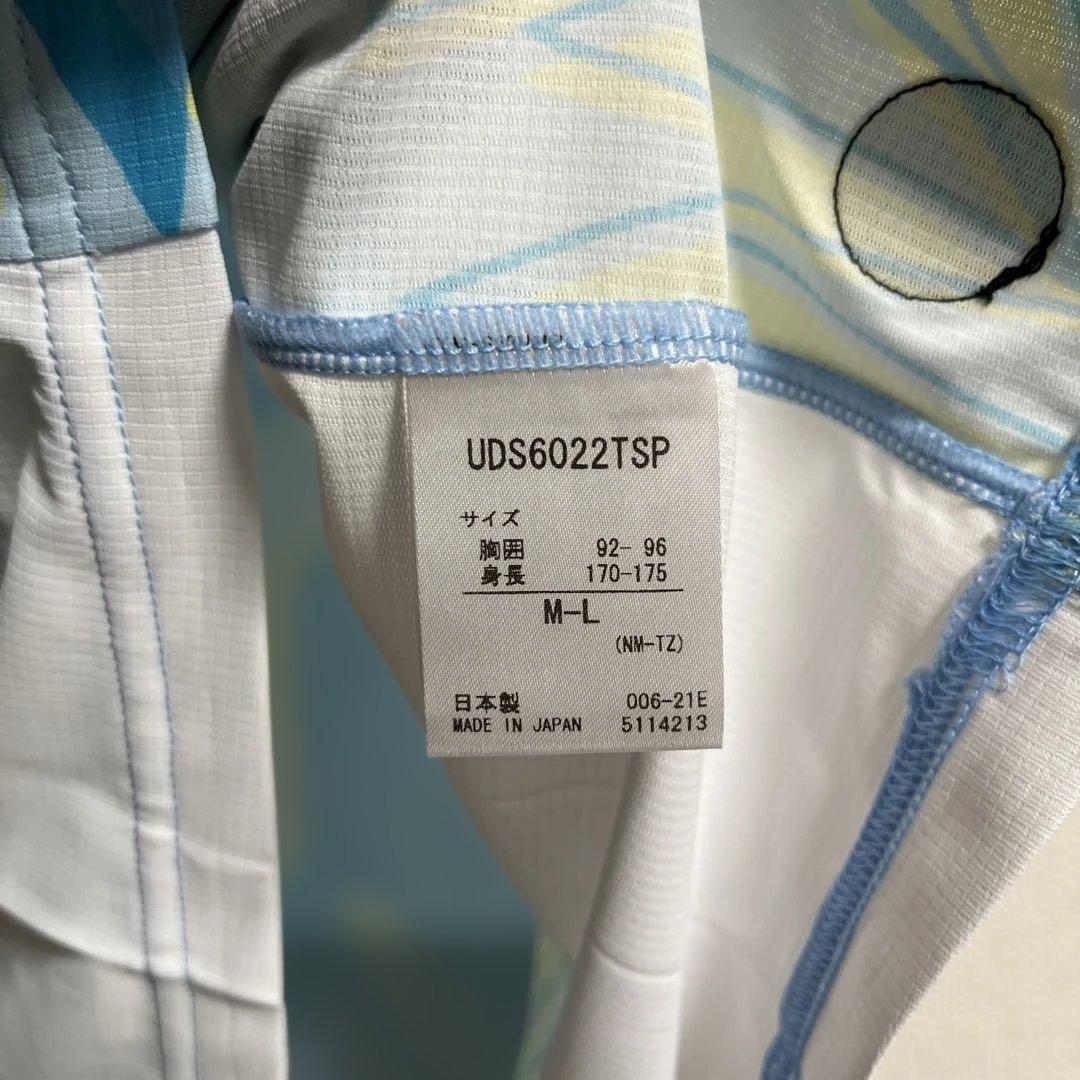 UDS6022TSP
サイズ
胸囲 92- 96
身長 170-175
M-L
(NM-TZ)
日本製 006-21E
MADE IN JAPAN 5114213